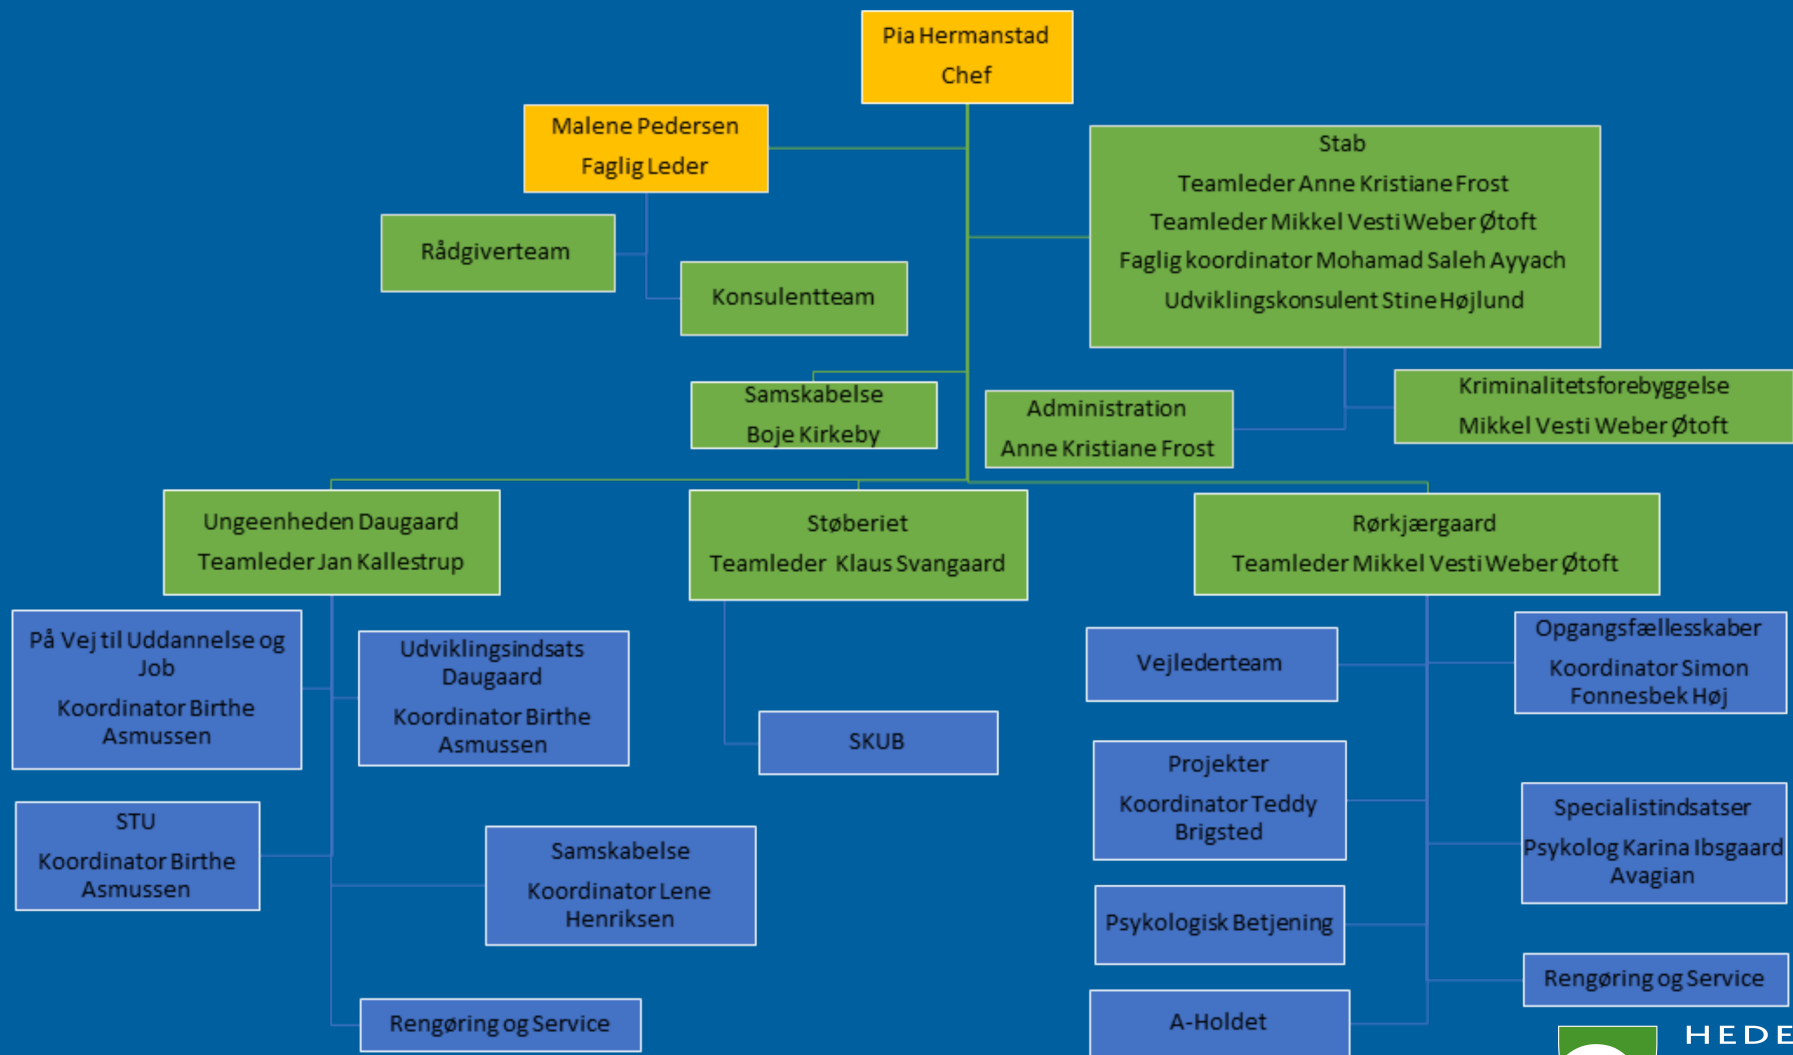 Pia Hermanstad
Chef
Malene Pedersen
Faglig Leder
Stab
Teamleder Anne Kristiane Frost
Teamleder Mikkel Vesti Weber Øtoft
Faglig koordinator Mohamad Saleh Ayyach
Udviklingskonsulent Stine Højlund
Rådgiverteam
Konsulentteam
Samskabelse
Boje Kirkeby
Administration
Anne Kristiane Frost
Kriminalitetsforebyggelse
Mikkel Vesti Weber Øtoft
Ungeenheden Daugaard
Teamleder Jan Kallestrup
Støberiet
Teamleder Klaus Svangaard
Rørkjærgaard
Teamleder Mikkel Vesti Weber Øtoft
På Vej til Uddannelse og
Job
Koordinator Birthe
Asmussen
Udviklingsindsats
Daugaard
Koordinator Birthe
Asmussen
STU
Koordinator Birthe
Asmussen
Samskabelse
Koordinator Lene
Henriksen
Rengøring og Service
SKUB
Vejlederteam
Opgangsfællesskaber
Koordinator Simon
Fonnesbek Høj
Projekter
Koordinator Teddy
Brigsted
Specialistindsatser
Psykolog Karina Ibsgaard
Avagian
Psykologisk Betjening
Rengøring og Service
A-Holdet
HEDE